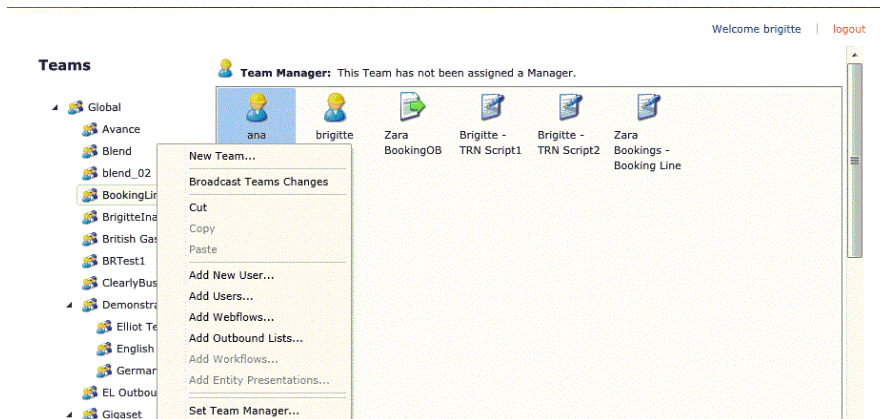 Welcome brigitte | logout
Teams
Team Manager: This Team has not been assigned a Manager.
Global
Avance
Blend
blend_02
BookingLin
BrigitteIna
British Gas
BRTest1
ClearlyBus
Demonstra
Elliot Te
English
German
EL Outbou
Gigaset
ana
brigitte
Zara
BookingOB
Brigitte -
TRN Script1
Brigitte -
TRN Script2
Zara
Bookings -
Booking Line
New Team...
Broadcast Teams Changes
Cut
Copy
Paste
Add New User...
Add Users...
Add Webflows...
Add Outbound Lists...
Add Workflows...
Add Entity Presentations...
Set Team Manager...